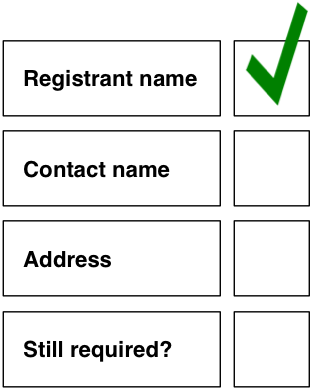 Registrant name
Contact name
Address
Still required?